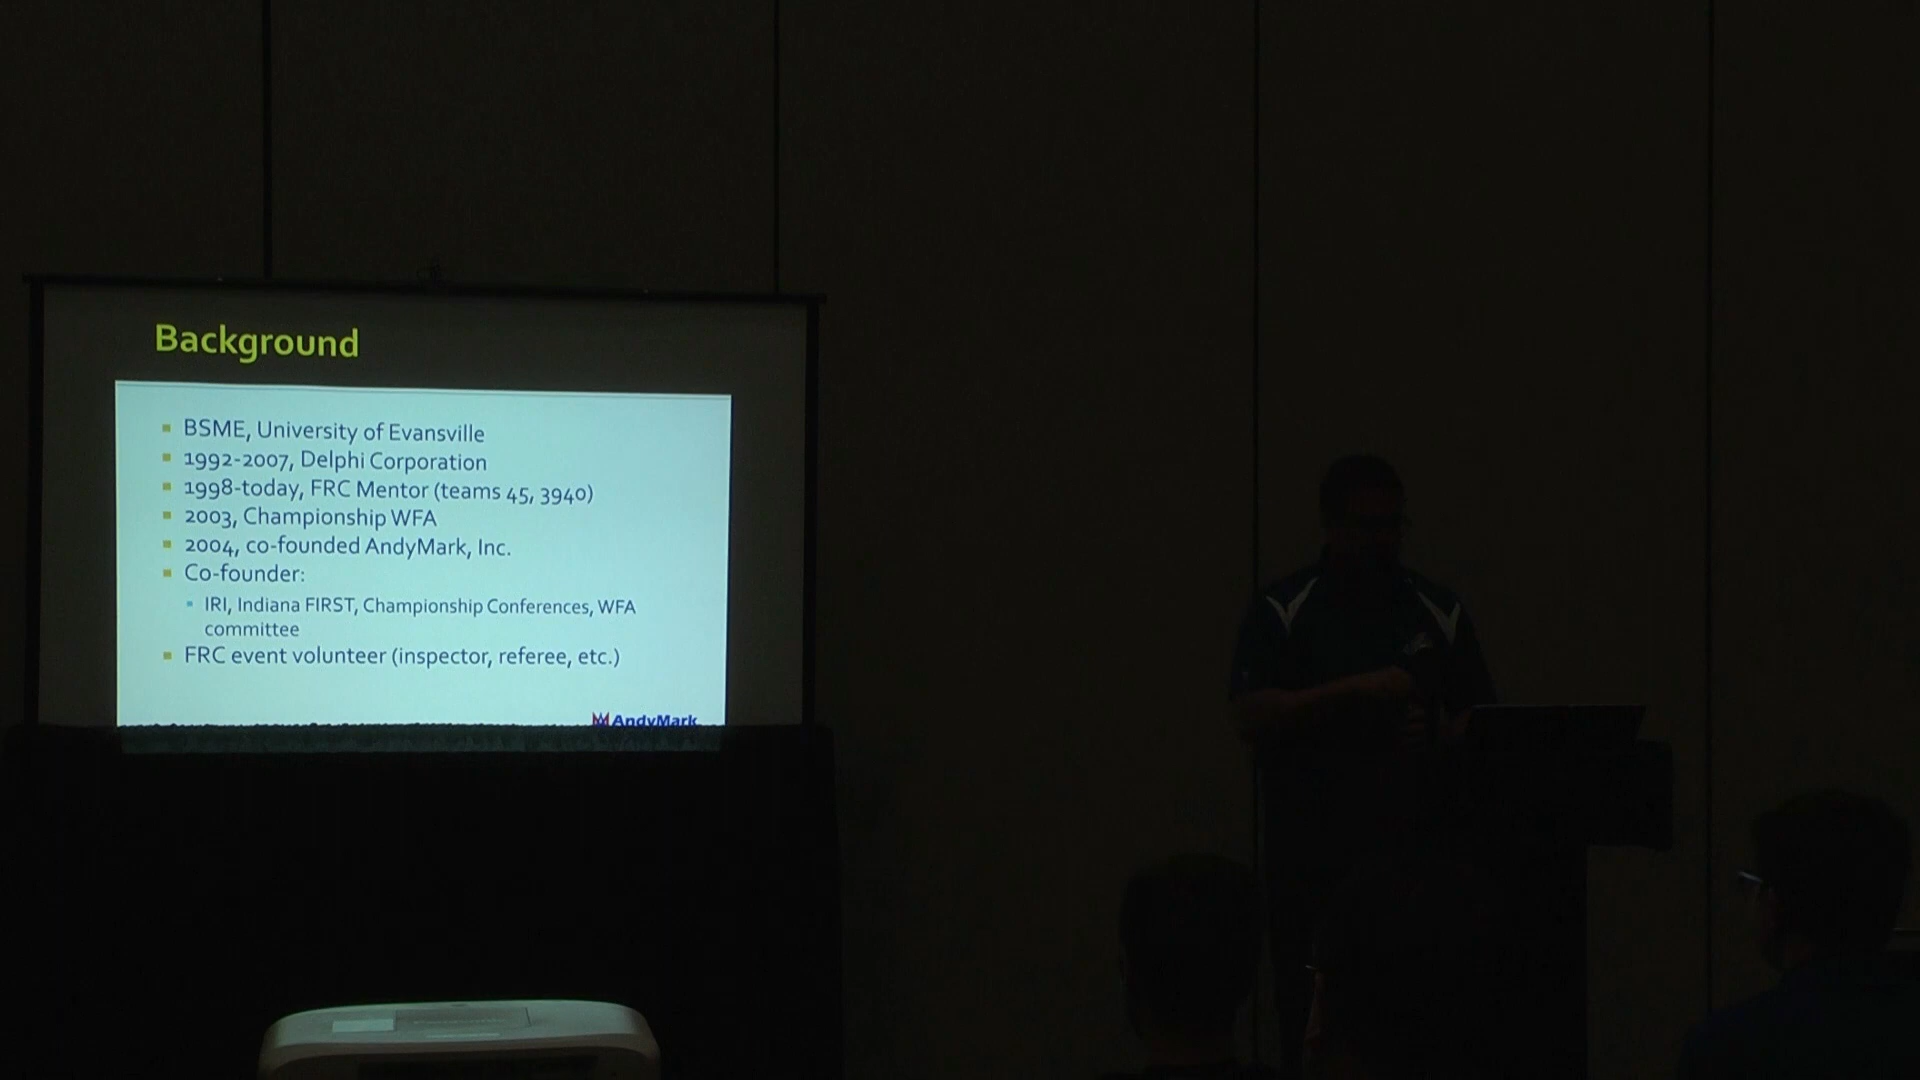 Background
BSME, University of Evansville
1992-2007, Delphi Corporation
1998-today, FRC Mentor (teams 45, 3940)
2003, Championship WFA
2004, co-founded AndyMark, Inc.
Co-founder:
IRI, Indiana FIRST, Championship Conferences, WFA
committee
FRC event volunteer (inspector, referee, etc.)
AndyMark